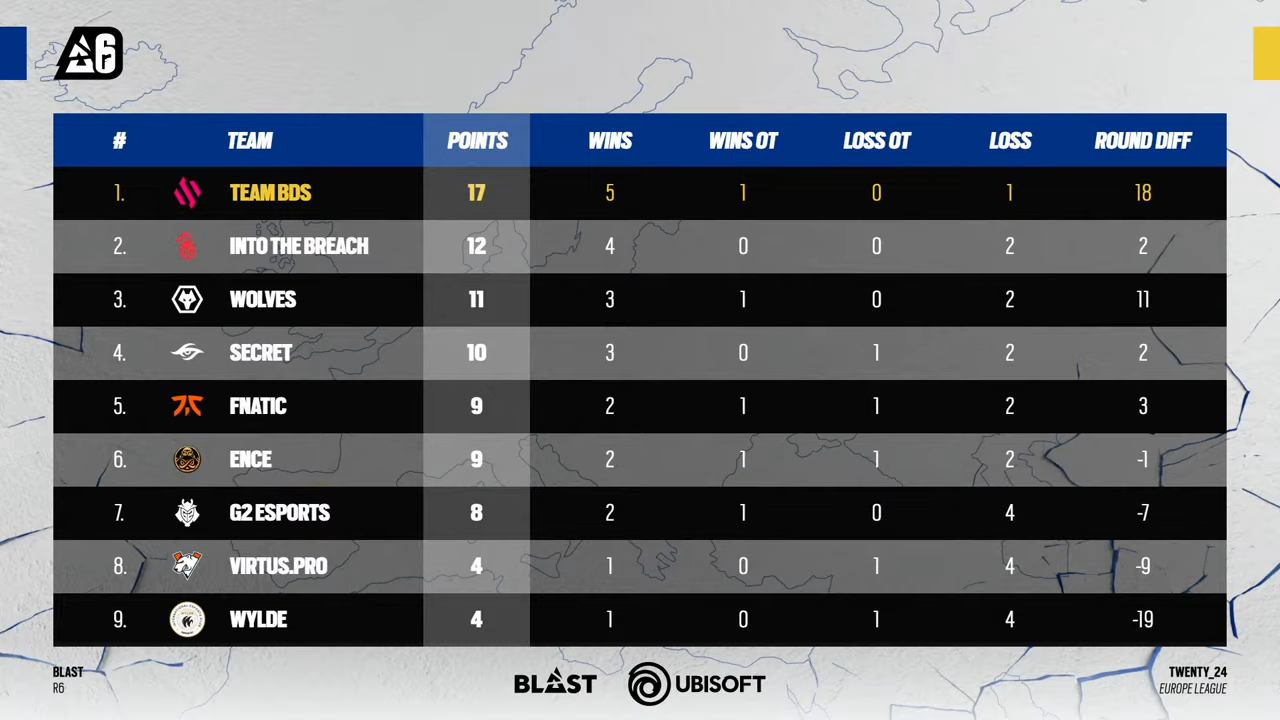 # TEAM POINTS WINS WINS OT LOSS OT LOSS ROUND DIFF
1. TEAM BDS 17 5 1 0 1 18
2. INTO THE BREACH 12 4 0 0 2 2
3. WOLVES 11 3 1 0 2 11
4. SECRET 10 3 0 1 2 2
5. FNATIC 9 2 1 1 2 3
6. ENCE 9 2 1 1 2 -1
7. G2 ESPORTS 8 2 1 0 4 -7
8. VIRTUS.PRO 4 1 0 1 4 -9
9. WYLDE 4 1 0 1 4 -19
BLAST
R6
BLAST UBISOFT
TWENTY_24
EUROPE LEAGUE